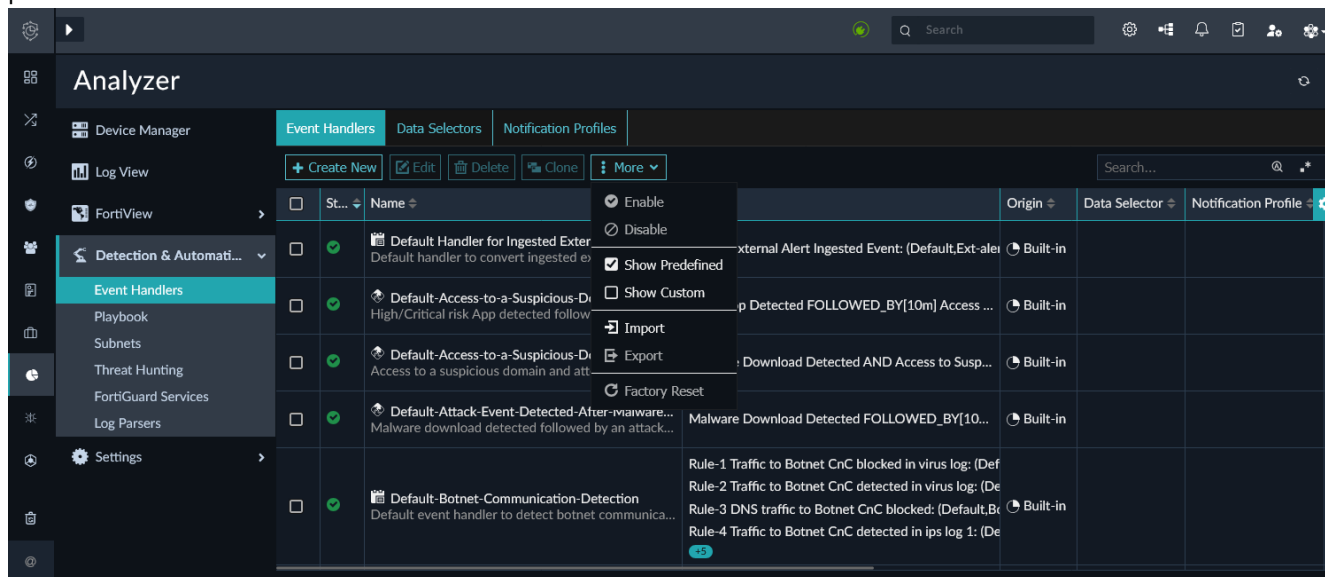 Search
Analyzer
Device Manager
Log View
FortiView
Detection & Automati...
Event Handlers
Playbook
Subnets
Threat Hunting
FortiGuard Services
Log Parsers
Settings
Event Handlers Data Selectors Notification Profiles
Create New Edit Delete Clone More
Search...
Enable
Disable
Show Predefined
Show Custom
Import
Export
Factory Reset
St... Name Origin Data Selector Notification Profile
Default Handler for Ingested Exter
Default handler to convert ingested ex
xternal Alert Ingested Event: (Default,Ext-aler
Built-in
Default-Access-to-a-Suspicious-Do
High/Critical risk App detected follow
p Detected FOLLOWED_BY[10m] Access ...
Built-in
Default-Access-to-a-Suspicious-Do
Access to a suspicious domain and att
Download Detected AND Access to Susp...
Built-in
Default-Attack-Event-Detected-After-Malware...
Malware download detected followed by an attack...
Malware Download Detected FOLLOWED_BY[10...
Built-in
Default-Botnet-Communication-Detection
Default event handler to detect botnet communica...
Rule-1 Traffic to Botnet CnC blocked in virus log: (Def
Rule-2 Traffic to Botnet CnC detected in virus log: (De
Rule-3 DNS traffic to Botnet CnC blocked: (Default,Bo
Rule-4 Traffic to Botnet CnC detected in ips log 1: (De
+5
Built-in